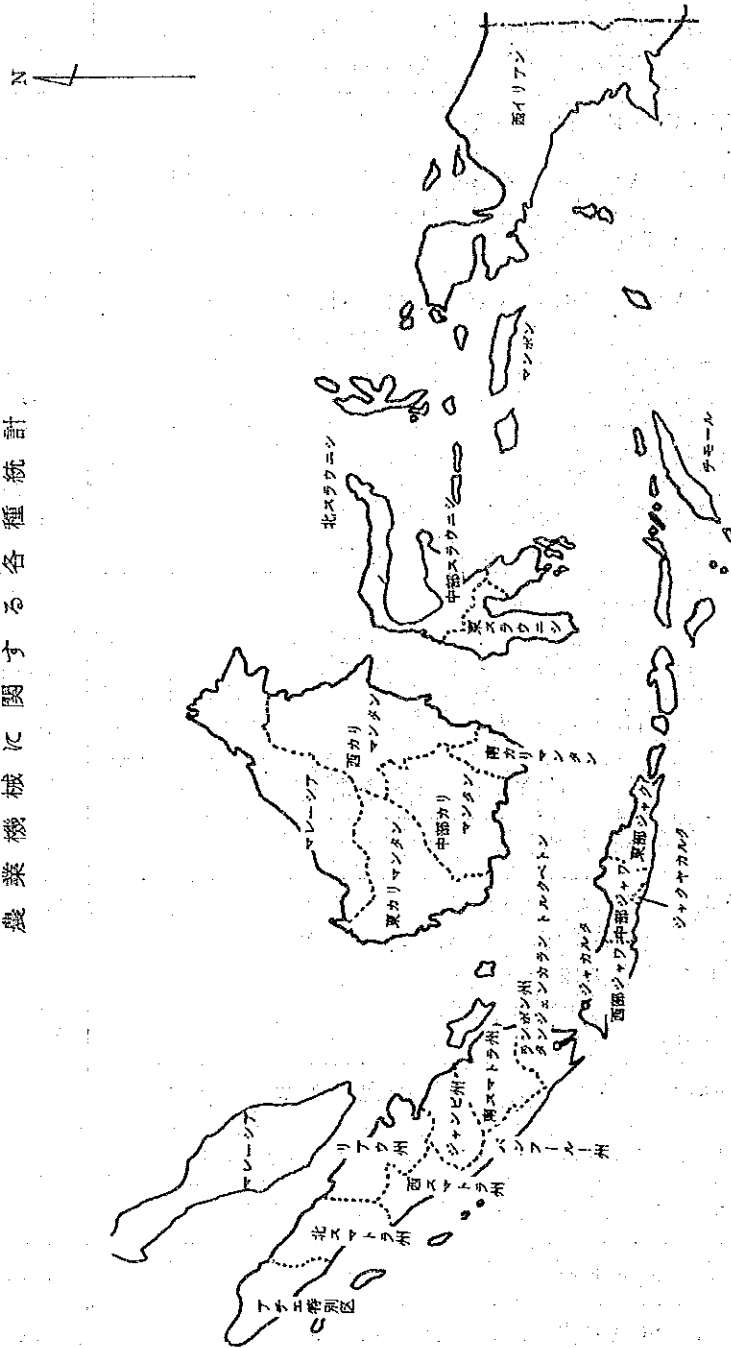 農業機械に関する各種統計
N
アチエ特別区
北スマトラ州
マレーシア
リアウ州
西スマトラ州
ジャンビ州
南スマトラ州
ベンクールー州
ランポン州
タンジェンカラン トルクベトン
マレーシア
東カリマンタン
西カリ
マンタン
中部カリ
マンタン
南カリマンタン
ジャカルタ
西部ジャワ
中部ジャワ
東部ジャク
ジャクヤカルタ
北スラウニシ
中部スラウニシ
東スラウニシ
マンボン
チモール
西イリアン